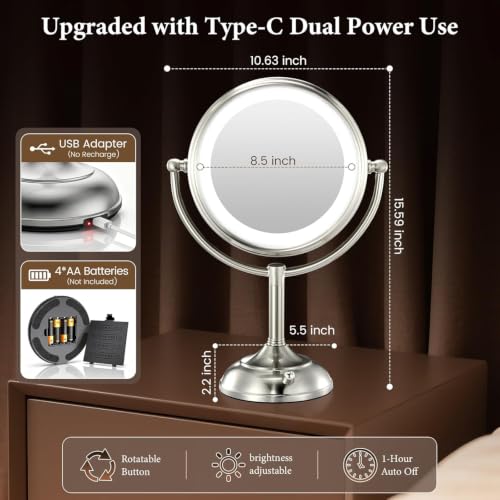 Upgraded with Type-C Dual Power Use
10.63 inch
USB Adapter
(No Recharge)
8.5 inch
15.59 inch
4*AA Batteries
(Not Included)
5.5 inch
2.2 inch
Rotatable
Button
brightness
adjustable
1-Hour
Auto Off